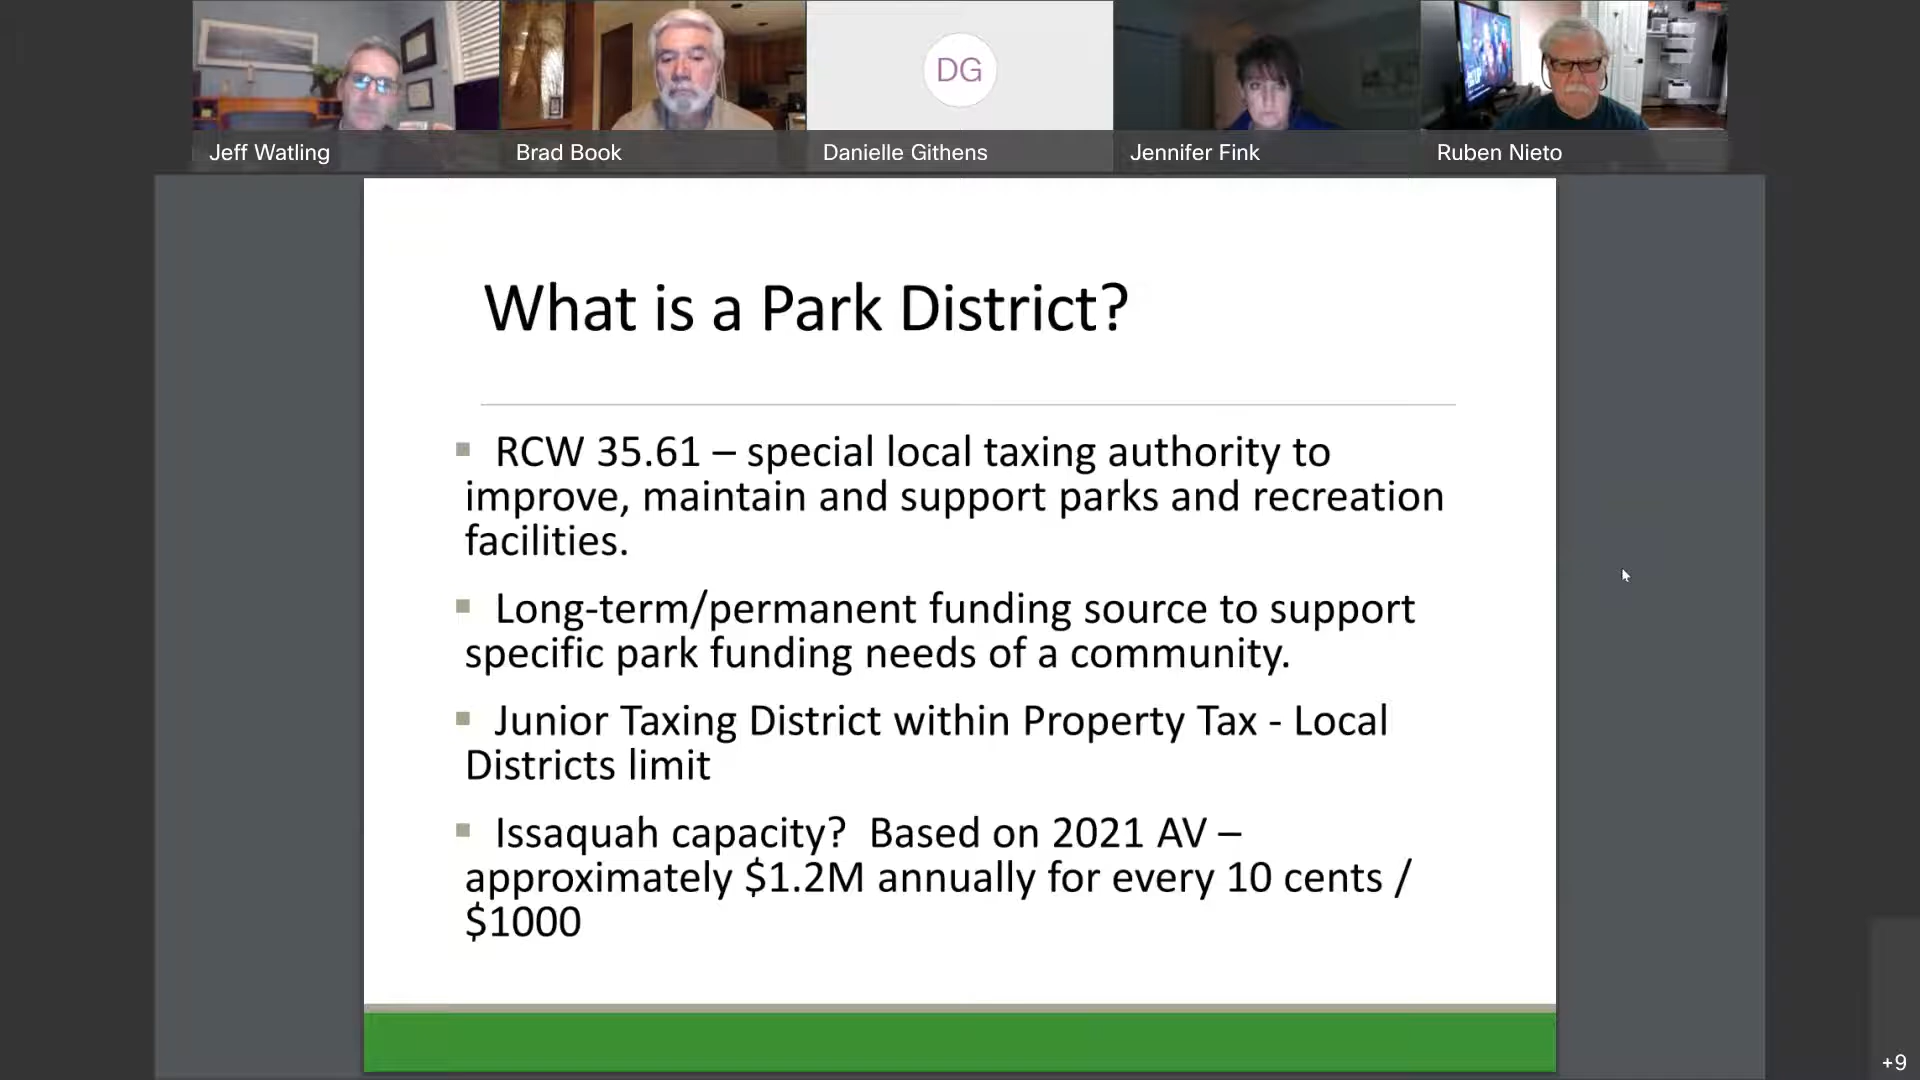 Jeff Watling
Brad Book
DG
Danielle Githens
Jennifer Fink
Ruben Nieto
What is a Park District?
▪ RCW 35.61 – special local taxing authority to
improve, maintain and support parks and recreation
facilities.
▪ Long-term/permanent funding source to support
specific park funding needs of a community.
▪ Junior Taxing District within Property Tax - Local
Districts limit
▪ Issaquah capacity?  Based on 2021 AV –
approximately $1.2M annually for every 10 cents /
$1000
+9